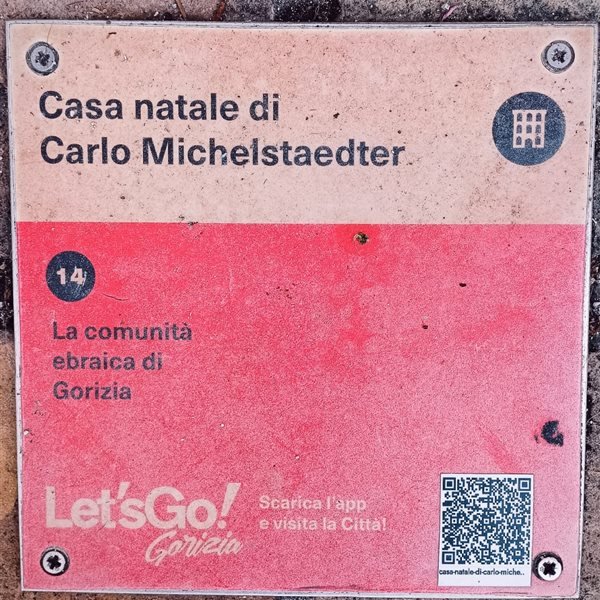 Casa natale di
Carlo Michelstaedter
14
La comunità
ebraica di
Gorizia
Let'sGo!
Gorizia
Scarica l'app
e visita la Città!
casa-natale-di-carlo-miche..